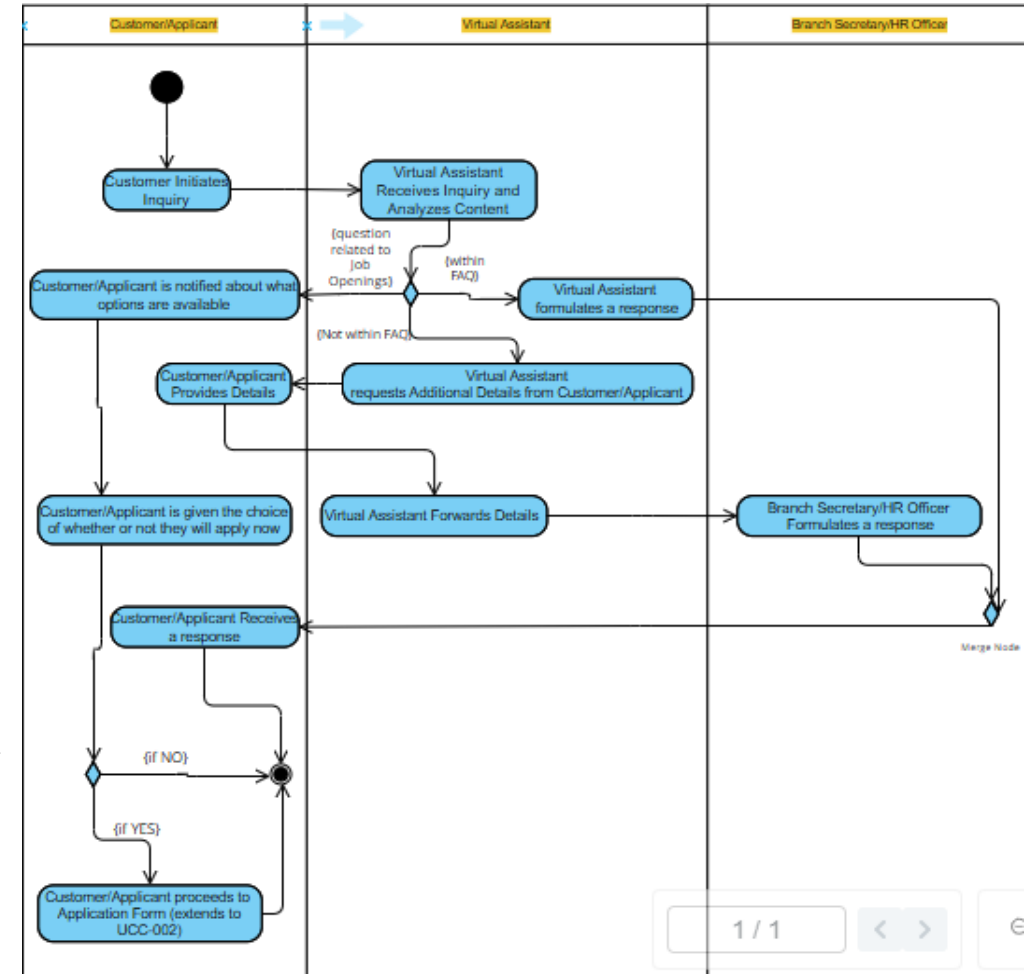 Customer/Applicant
Virtual Assistant
Branch Secretary/HR Officer
Customer Initiates
Inquiry
Virtual Assistant
Receives Inquiry and
Analyzes Content
{question
related to
Job
Openings}
{within
FAQ}
Customer/Applicant is notified about what
options are available
Virtual Assistant
formulates a response
{Not within FAQ}
Customer/Applicant
Provides Details
Virtual Assistant
requests Additional Details from Customer/Applicant
Customer/Applicant is given the choice
of whether or not they will apply now
Virtual Assistant Forwards Details
Branch Secretary/HR Officer
Formulates a response
Customer/Applicant Receives
a response
Merge Node
{if NO}
{if YES}
Customer/Applicant proceeds to
Application Form (extends to
UCC-002)
1 / 1